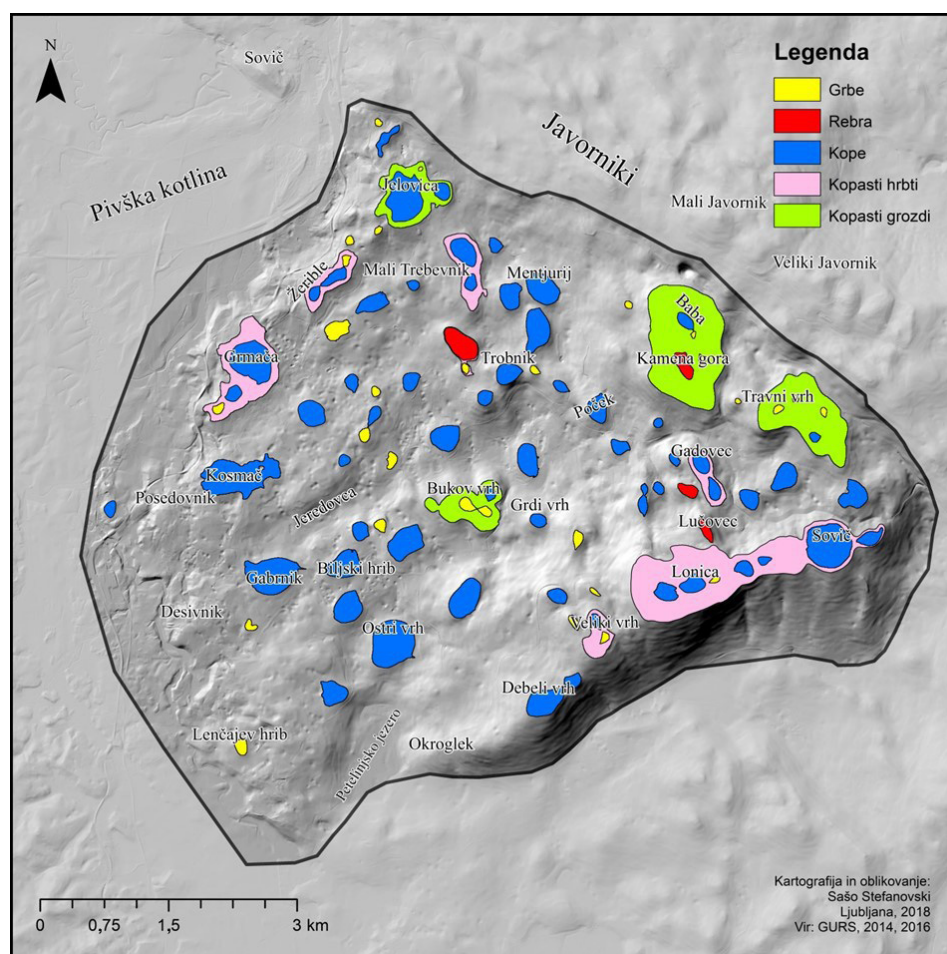 N
Sovič
Pivška kotlina
Javorniki
Legenda
Grbe
Rebra
Kope
Kopasti hrbti
Kopasti grozdi
Mali Javornik
Veliki Javornik
Jelovica
Žerible
Mali Trebevnik
Mentjurij
Baba
Grmača
Trobnik
Kamena gora
Travni vrh
Poček
Gadovec
Kosmač
Posedovnik
Jeredovca
Bukov vrh
Grdi vrh
Lučovec
Sovič
Gabrnik
Biljski hrib
Lonica
Desivnik
Ostri vrh
Veliki vrh
Debeli vrh
Lenčajev hrib
Petelinjsko jezero
Okroglek
0 0,75 1,5 3 km
Kartografija in oblikovanje:
Sašo Stefanovski
Ljubljana, 2018
Vir: GURS, 2014, 2016